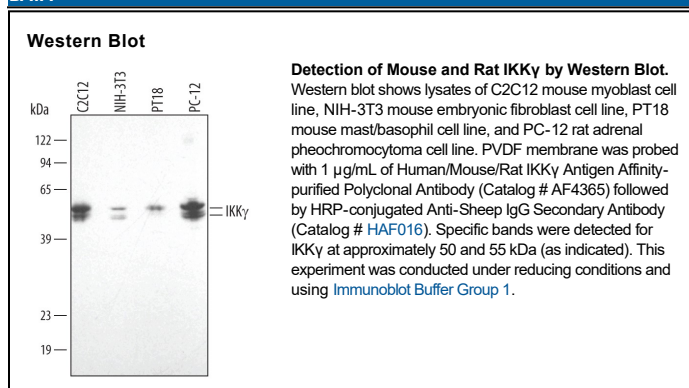 Western Blot
C2C12
NIH-3T3
PT18
PC-12
kDa
122
94
65
IKKγ
39
23
19
Detection of Mouse and Rat IKKγ by Western Blot.
Western blot shows lysates of C2C12 mouse myoblast cell
line, NIH-3T3 mouse embryonic fibroblast cell line, PT18
mouse mast/basophil cell line, and PC-12 rat adrenal
pheochromocytoma cell line. PVDF membrane was probed
with 1 µg/mL of Human/Mouse/Rat IKKγ Antigen Affinity-
purified Polyclonal Antibody (Catalog # AF4365) followed
by HRP-conjugated Anti-Sheep IgG Secondary Antibody
(Catalog # HAF016). Specific bands were detected for
IKKγ at approximately 50 and 55 kDa (as indicated). This
experiment was conducted under reducing conditions and
using Immunoblot Buffer Group 1.